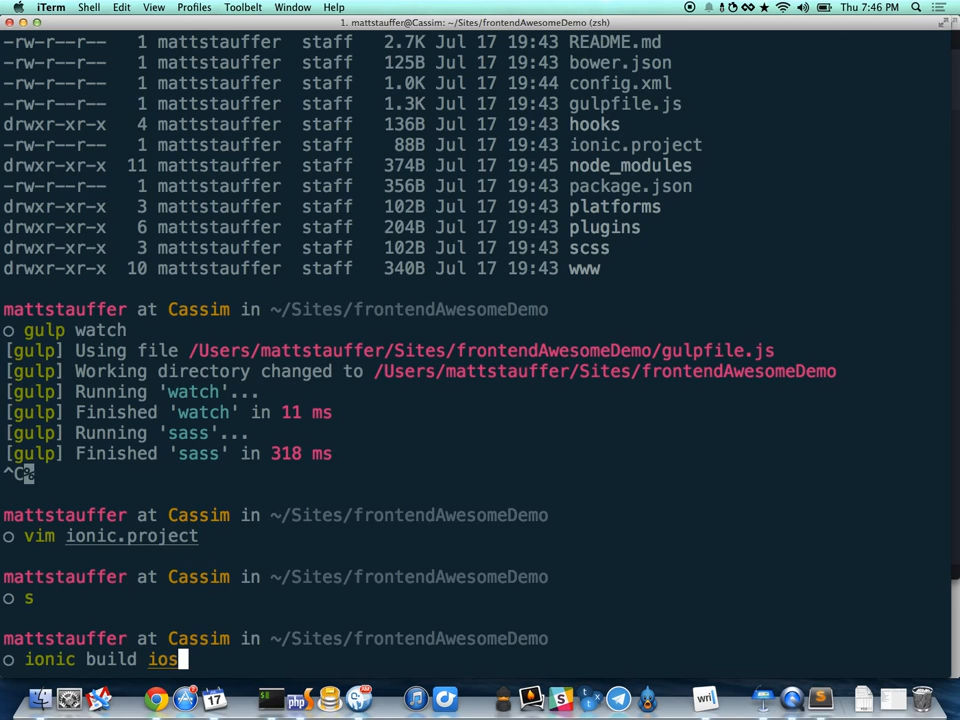 iTerm Shell Edit View Profiles Toolbelt Window Help Thu 7:46 PM
1. mattstauffer@Cassim: ~/Sites/frontendAwesomeDemo (zsh)
-rw-r--r-- 1 mattstauffer staff 2.7K Jul 17 19:43 README.md
-rw-r--r-- 1 mattstauffer staff 125B Jul 17 19:43 bower.json
-rw-r--r-- 1 mattstauffer staff 1.0K Jul 17 19:44 config.xml
-rw-r--r-- 1 mattstauffer staff 1.3K Jul 17 19:43 gulpfile.js
drwxr-xr-x 4 mattstauffer staff 136B Jul 17 19:43 hooks
-rw-r--r-- 1 mattstauffer staff 88B Jul 17 19:43 ionic.project
drwxr-xr-x 11 mattstauffer staff 374B Jul 17 19:45 node_modules
-rw-r--r-- 1 mattstauffer staff 356B Jul 17 19:43 package.json
drwxr-xr-x 3 mattstauffer staff 102B Jul 17 19:43 platforms
drwxr-xr-x 6 mattstauffer staff 204B Jul 17 19:43 plugins
drwxr-xr-x 3 mattstauffer staff 102B Jul 17 19:43 scss
drwxr-xr-x 10 mattstauffer staff 340B Jul 17 19:43 www
mattstauffer at Cassim in ~/Sites/frontendAwesomeDemo
○ gulp watch
[gulp] Using file /Users/mattstauffer/Sites/frontendAwesomeDemo/gulpfile.js
[gulp] Working directory changed to /Users/mattstauffer/Sites/frontendAwesomeDemo
[gulp] Running 'watch'...
[gulp] Finished 'watch' in 11 ms
[gulp] Running 'sass'...
[gulp] Finished 'sass' in 318 ms
^C%
mattstauffer at Cassim in ~/Sites/frontendAwesomeDemo
○ vim ionic.project
mattstauffer at Cassim in ~/Sites/frontendAwesomeDemo
○ s
mattstauffer at Cassim in ~/Sites/frontendAwesomeDemo
○ ionic build ios
17 php wri S